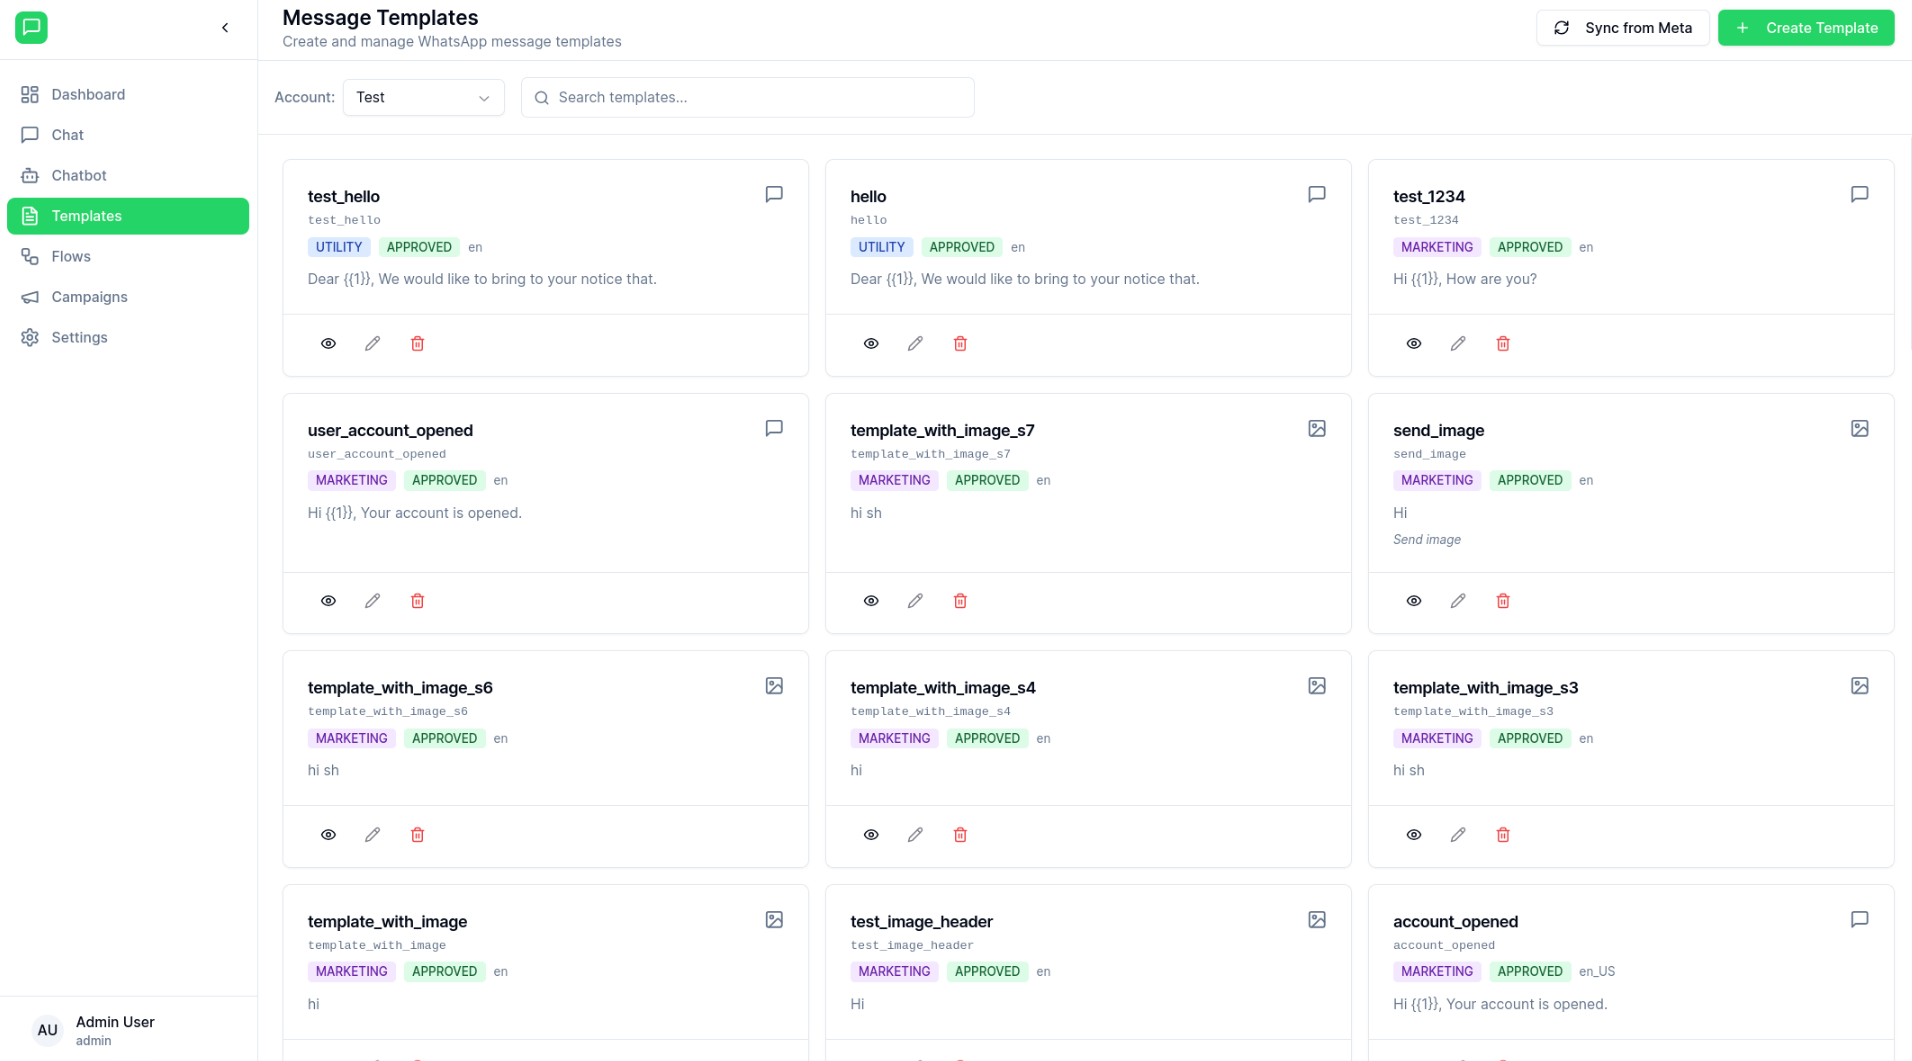 Message Templates
Create and manage WhatsApp message templates
Sync from Meta
Create Template
Dashboard
Chat
Chatbot
Templates
Flows
Campaigns
Settings
Account:
Test
Search templates...
test_hello
test_hello
UTILITY APPROVED en
Dear {{1}}, We would like to bring to your notice that.
hello
hello
UTILITY APPROVED en
Dear {{1}}, We would like to bring to your notice that.
test_1234
test_1234
MARKETING APPROVED en
Hi {{1}}, How are you?
user_account_opened
user_account_opened
MARKETING APPROVED en
Hi {{1}}, Your account is opened.
template_with_image_s7
template_with_image_s7
MARKETING APPROVED en
hi sh
send_image
send_image
MARKETING APPROVED en
Hi
Send image
template_with_image_s6
template_with_image_s6
MARKETING APPROVED en
hi sh
template_with_image_s4
template_with_image_s4
MARKETING APPROVED en
hi
template_with_image_s3
template_with_image_s3
MARKETING APPROVED en
hi sh
template_with_image
template_with_image
MARKETING APPROVED en
hi
test_image_header
test_image_header
MARKETING APPROVED en
Hi
account_opened
account_opened
MARKETING APPROVED en_US
Hi {{1}}, Your account is opened.
AU
Admin User
admin